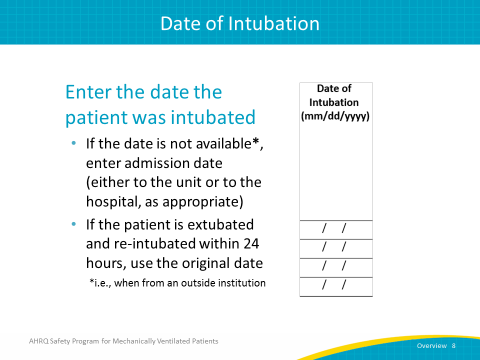 Date of Intubation
Enter the date the
patient was intubated
• If the date is not available*,
enter admission date
(either to the unit or to the
hospital, as appropriate)
• If the patient is extubated
and re-intubated within 24
hours, use the original date
*i.e., when from an outside institution
Date of
Intubation
(mm/dd/yyyy)
/ /
/ /
/ /
/ /
AHRQ Safety Program for Mechanically Ventilated Patients
Overview 8